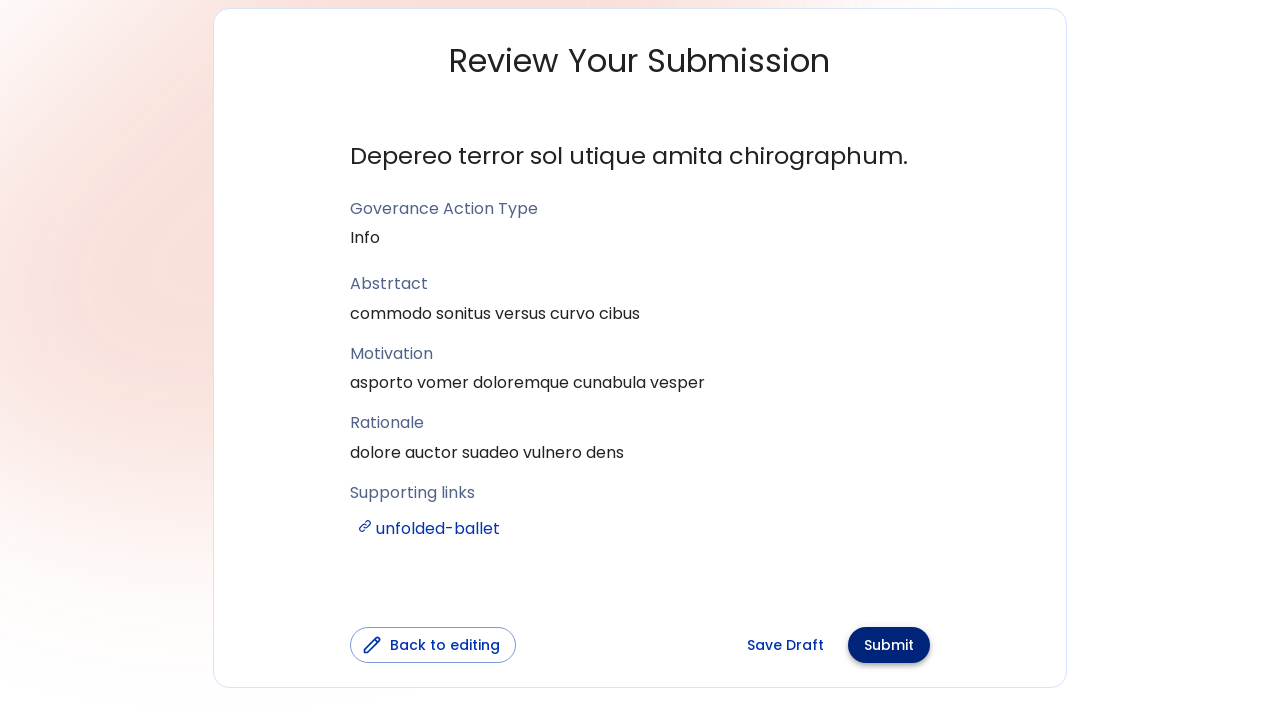 Review Your Submission
Depereo terror sol utique amita chirographum.
Goverance Action Type
Info
Abstrtact
commodo sonitus versus curvo cibus
Motivation
asporto vomer doloremque cunabula vesper
Rationale
dolore auctor suadeo vulnero dens
Supporting links
unfolded-ballet
Back to editing
Save Draft
Submit